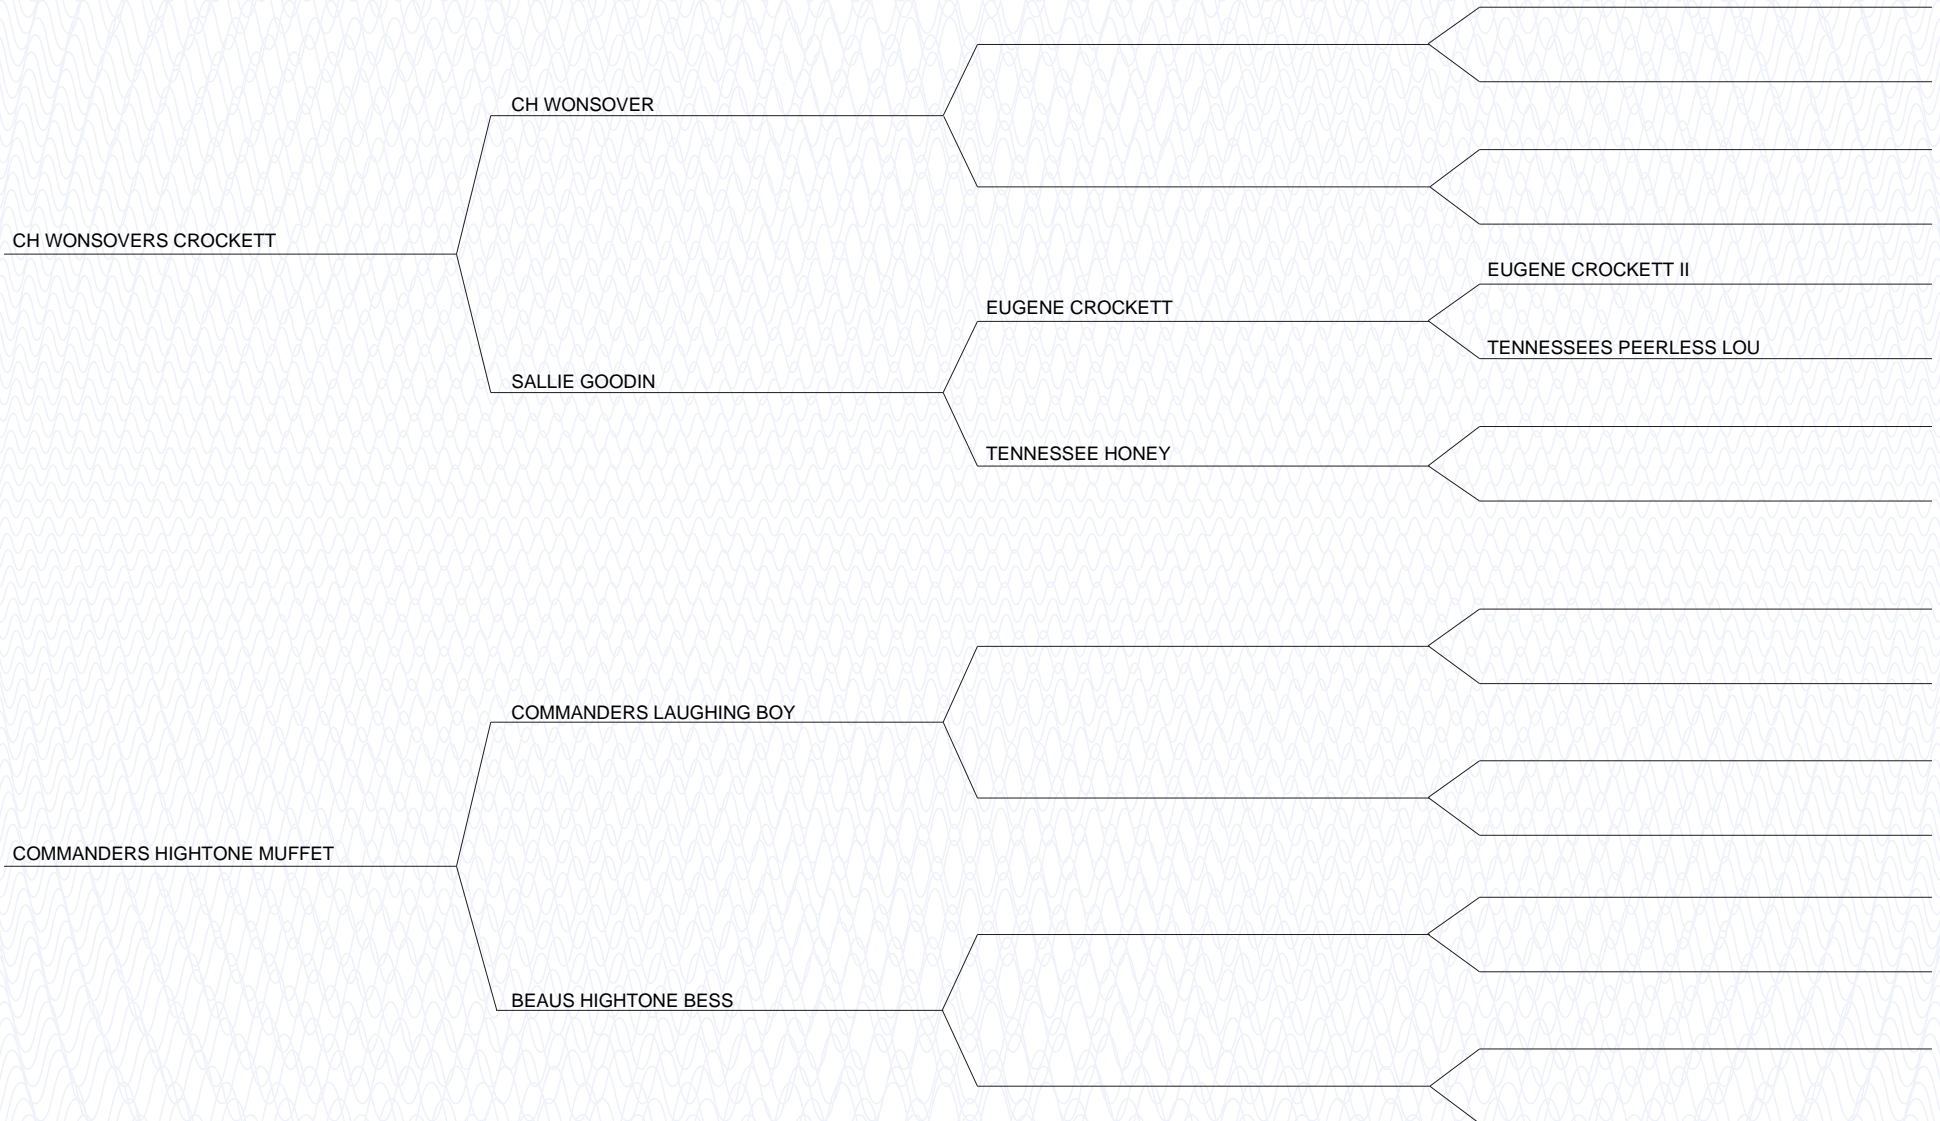 CH WONSOVER
CH WONSOVERS CROCKETT
EUGENE CROCKETT II
EUGENE CROCKETT
TENNESSEES PEERLESS LOU
SALLIE GOODIN
TENNESSEE HONEY
COMMANDERS LAUGHING BOY
COMMANDERS HIGHTONE MUFFET
BEAUS HIGHTONE BESS